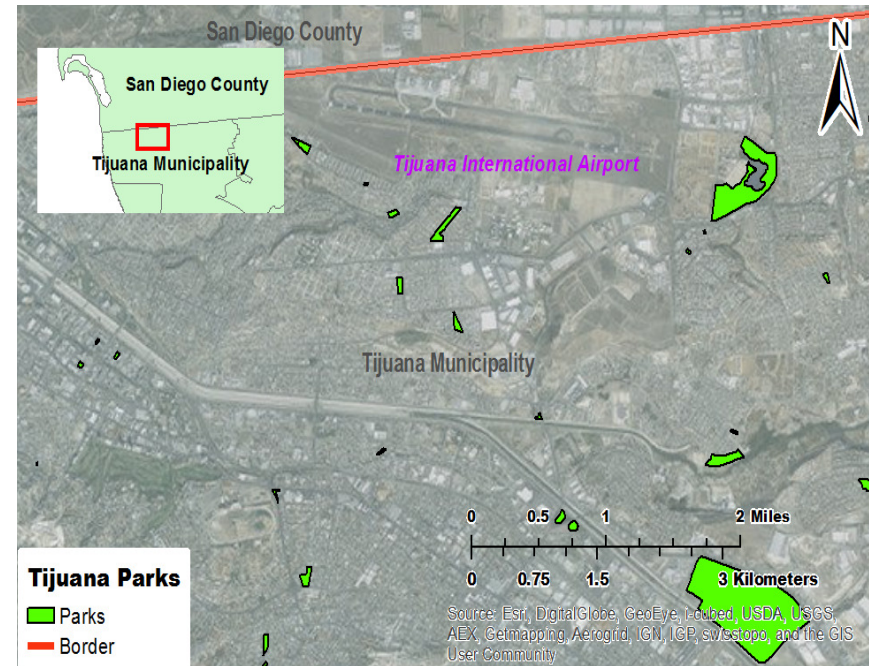 San Diego County
N
San Diego County
Tijuana Municipality
Tijuana International Airport
Tijuana Municipality
0 0.5 1 2 Miles
0 0.75 1.5 3 Kilometers
Tijuana Parks
Parks
Border
Source: Esri, DigitalGlobe, GeoEye, i-cubed, USDA, USGS,
AEX, Getmapping, Aerogrid, IGN, IGP, swisstopo, and the GIS
User Community